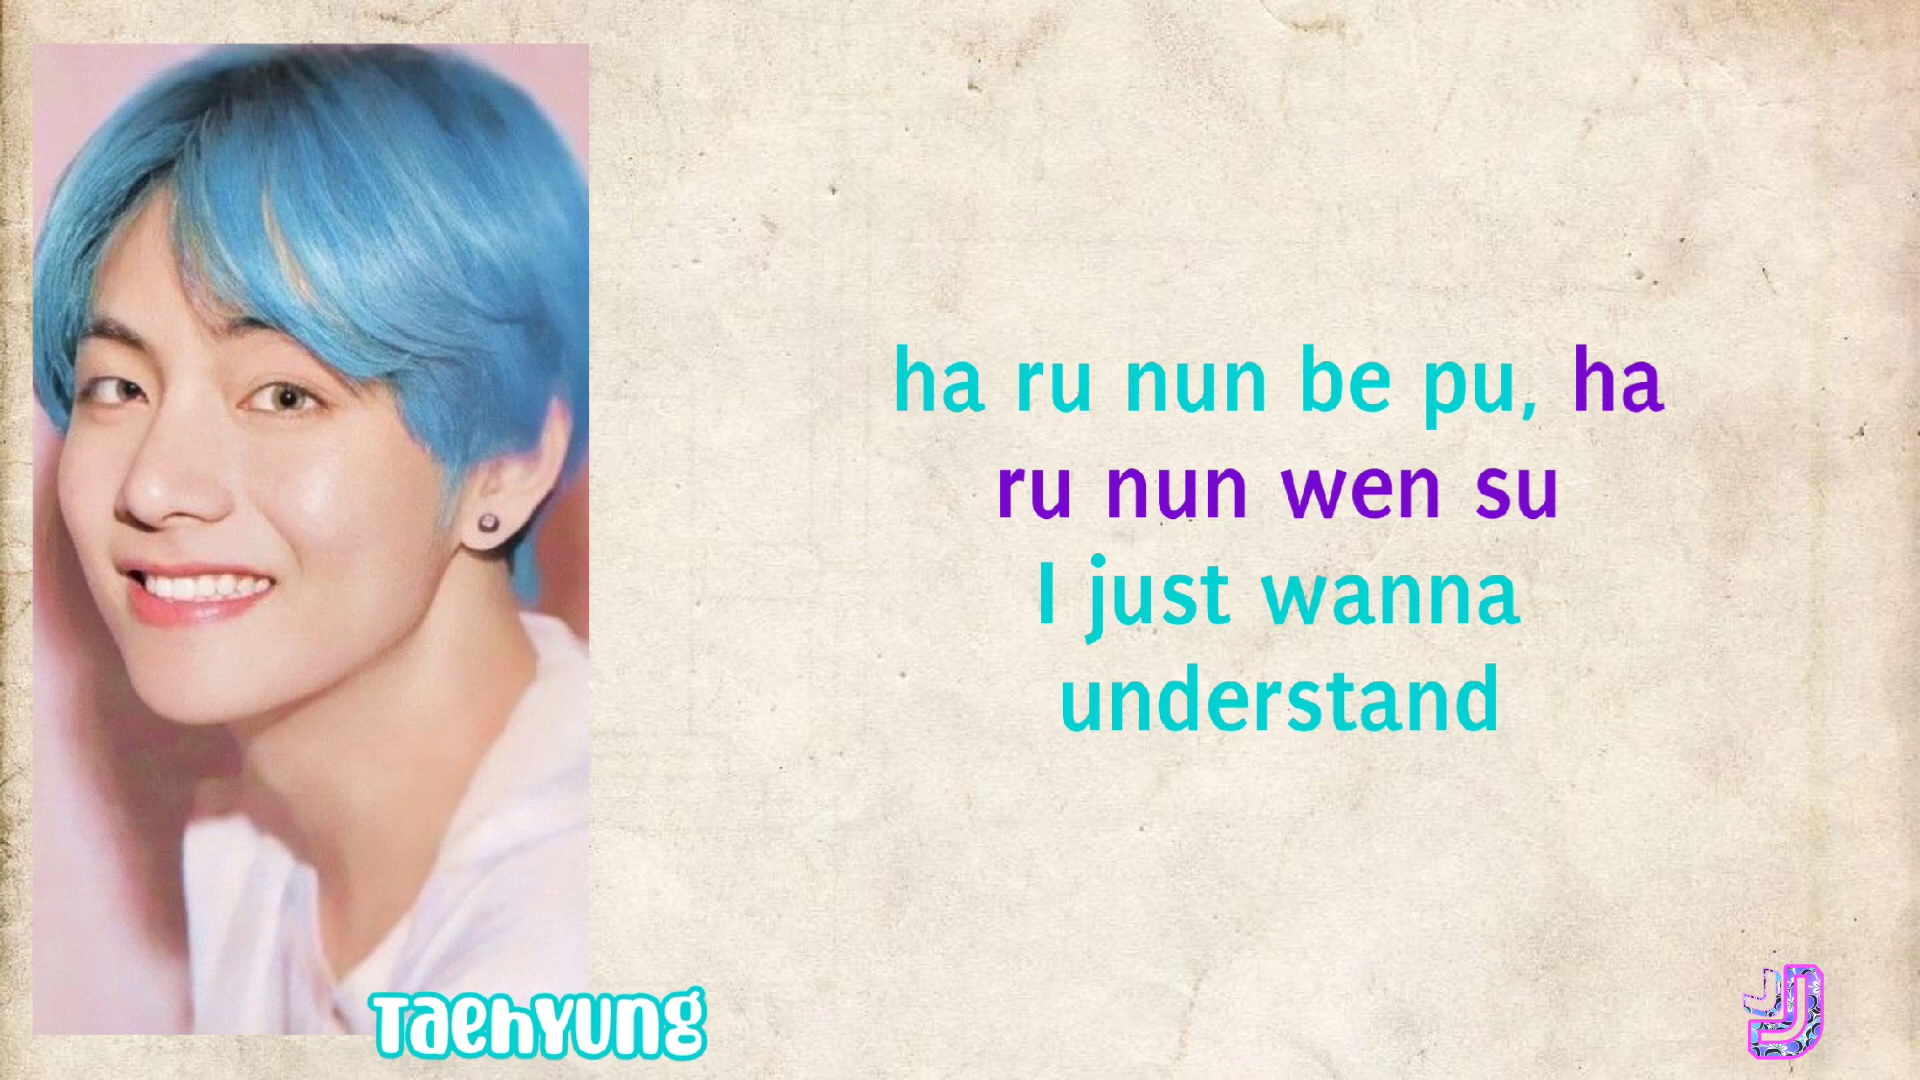 ha ru nun be pu, ha
ru nun wen su
I just wanna
understand
Taehyung
J